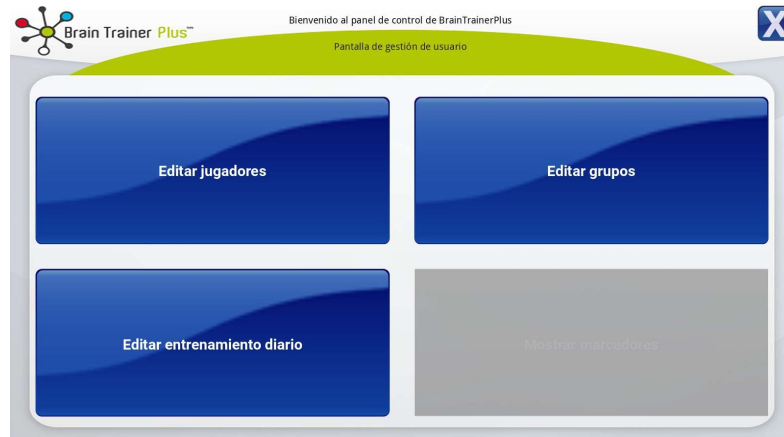 Brain Trainer Plus™
Bienvenido al panel de control de BrainTrainerPlus
Pantalla de gestión de usuario
X
Editar jugadores
Editar grupos
Editar entrenamiento diario
Mostrar marcadores